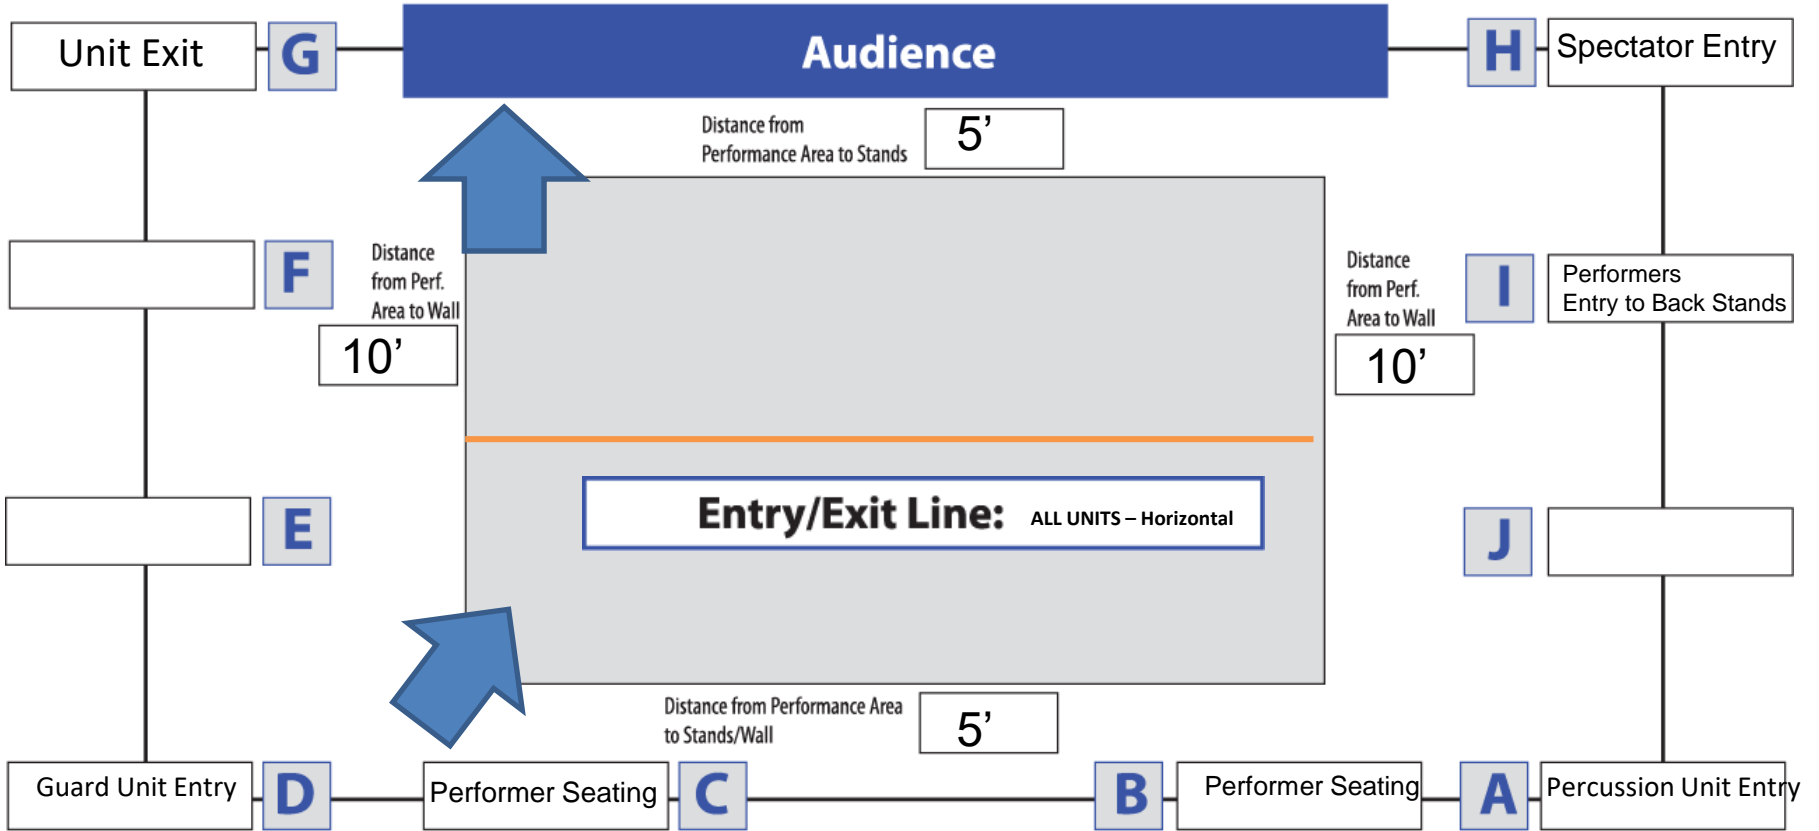 Unit Exit
G
Audience
H
Spectator Entry
Distance from
Performance Area to Stands
5’
F
Distance
from Perf.
Area to Wall
10’
Distance
from Perf.
Area to Wall
10’
I
Performers
Entry to Back Stands
E
Entry/Exit Line: ALL UNITS – Horizontal
J
Distance from Performance Area
to Stands/Wall
5’
Guard Unit Entry
D
Performer Seating
C
B
Performer Seating
A
Percussion Unit Entry